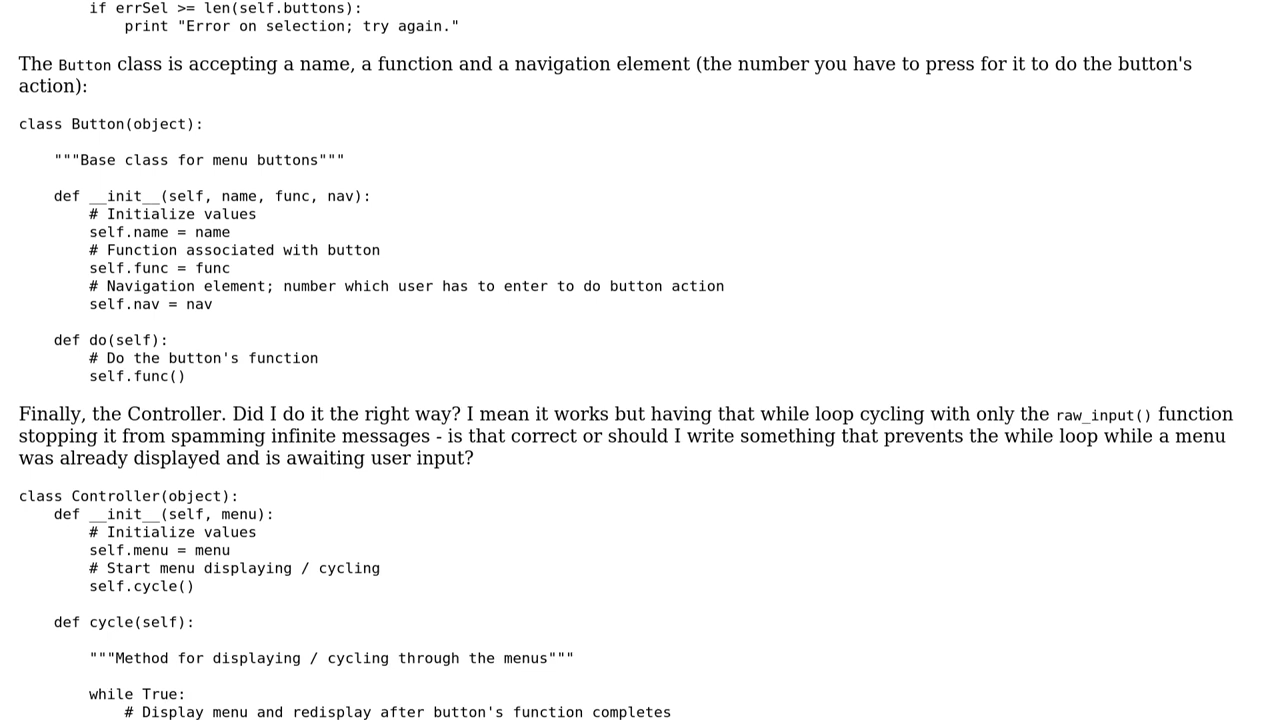 if errSel >= len(self.buttons):
            print "Error on selection; try again."
The Button class is accepting a name, a function and a navigation element (the number you have to press for it to do the button's
action):
class Button(object):
    """Base class for menu buttons"""
    def __init__(self, name, func, nav):
        # Initialize values
        self.name = name
        # Function associated with button
        self.func = func
        # Navigation element; number which user has to enter to do button action
        self.nav = nav
    def do(self):
        # Do the button's function
        self.func()
Finally, the Controller. Did I do it the right way? I mean it works but having that while loop cycling with only the raw_input() function
stopping it from spamming infinite messages - is that correct or should I write something that prevents the while loop while a menu
was already displayed and is awaiting user input?
class Controller(object):
    def __init__(self, menu):
        # Initialize values
        self.menu = menu
        # Start menu displaying / cycling
        self.cycle()
    def cycle(self):
        """Method for displaying / cycling through the menus"""
        while True:
            # Display menu and redisplay after button's function completes